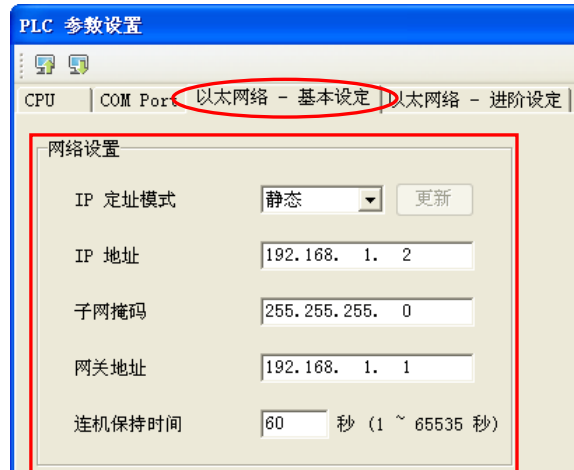 PLC 参数设置
CPU COM Port 以太网络 - 基本设定 以太网络 - 进阶设定
网络设置
IP 定址模式 静态 更新
IP 地址 192.168. 1. 2
子网掩码 255.255.255. 0
网关地址 192.168. 1. 1
连机保持时间 60 秒 (1 ~ 65535 秒)